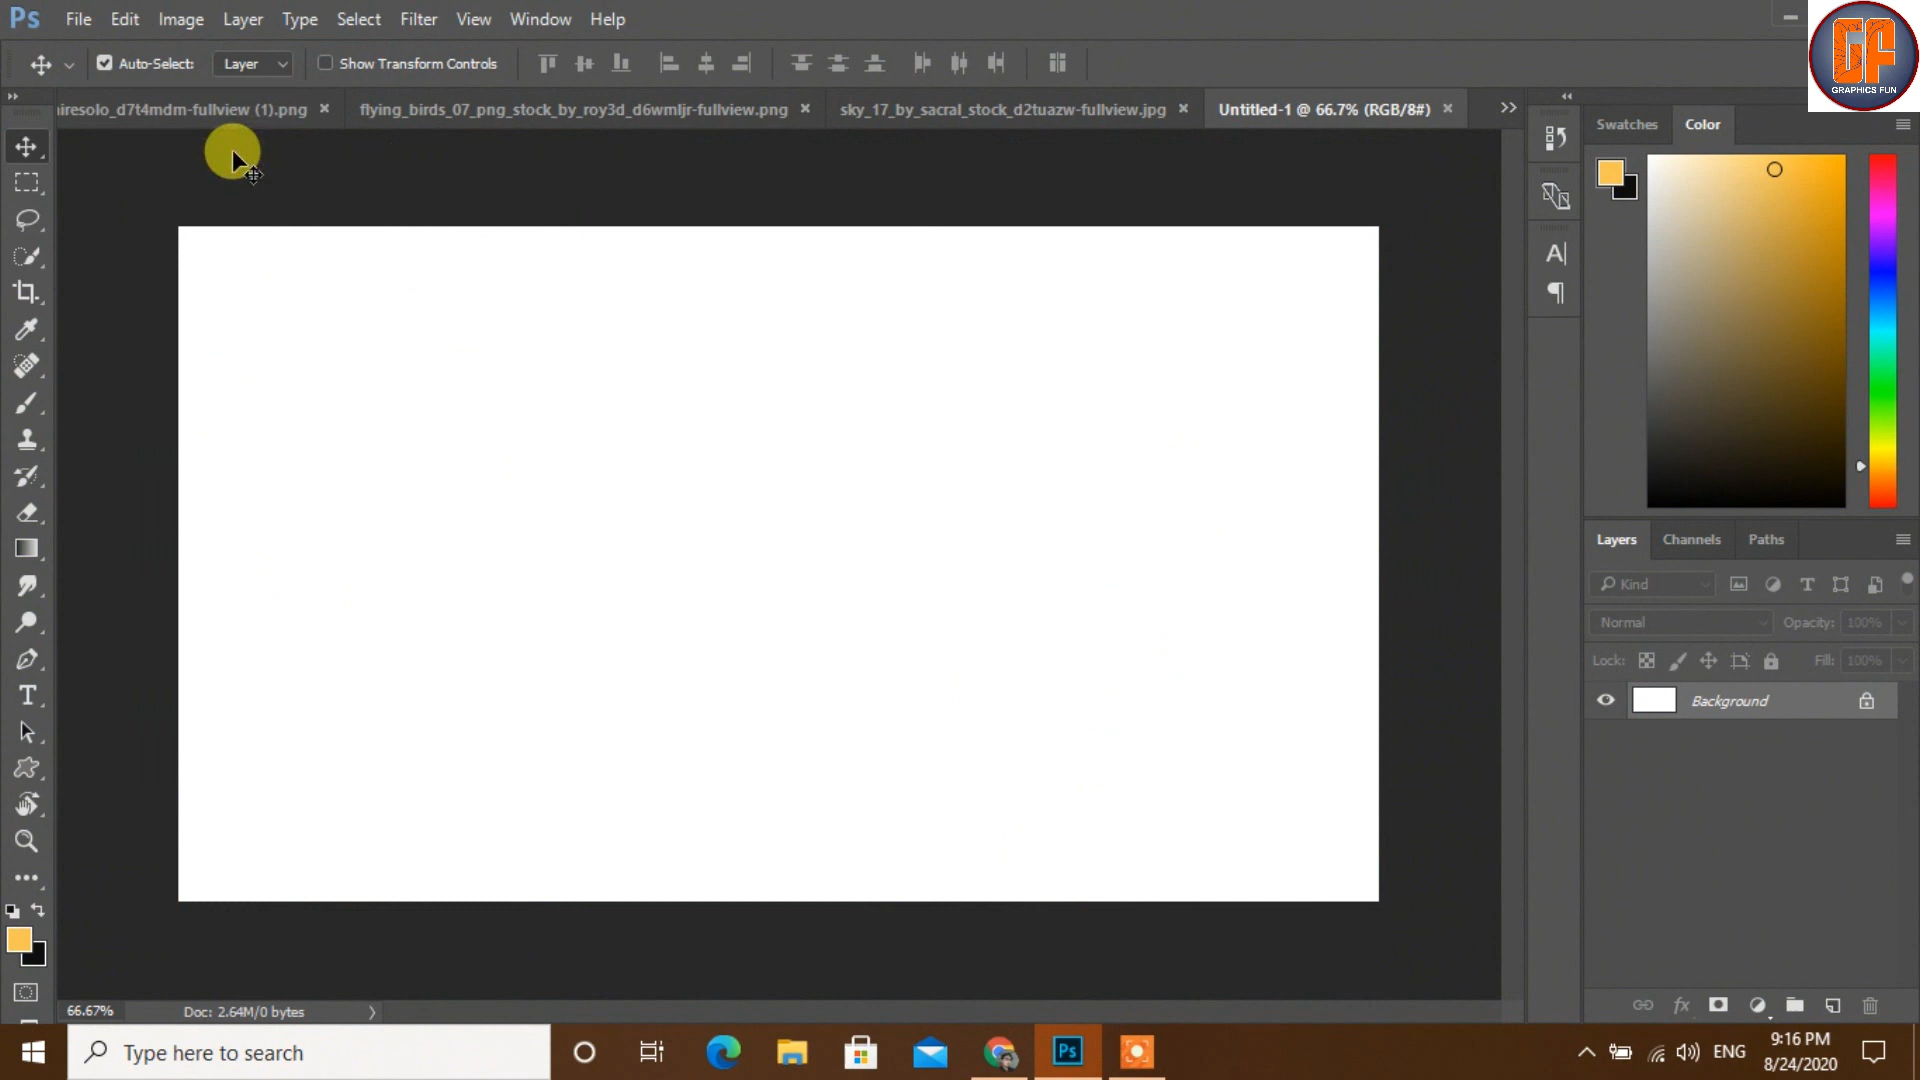 Ps File Edit Image Layer Type Select Filter View Window Help
Auto-Select: Layer Show Transform Controls
GF
GRAPHICS FUN
iresolo_d7t4mdm-fullview (1).png × flying_birds_07_png_stock_by_roy3d_d6wmljr-fullview.png × sky_17_by_sacral_stock_d2tuazw-fullview.jpg × Untitled-1 @ 66.7% (RGB/8#) ×
Swatches Color
Layers Channels Paths
Kind
Normal Opacity: 100%
Lock: Fill: 100%
Background
fx
66.67% Doc: 2.64M/0 bytes
Type here to search
Ps
ENG
9:16 PM
8/24/2020